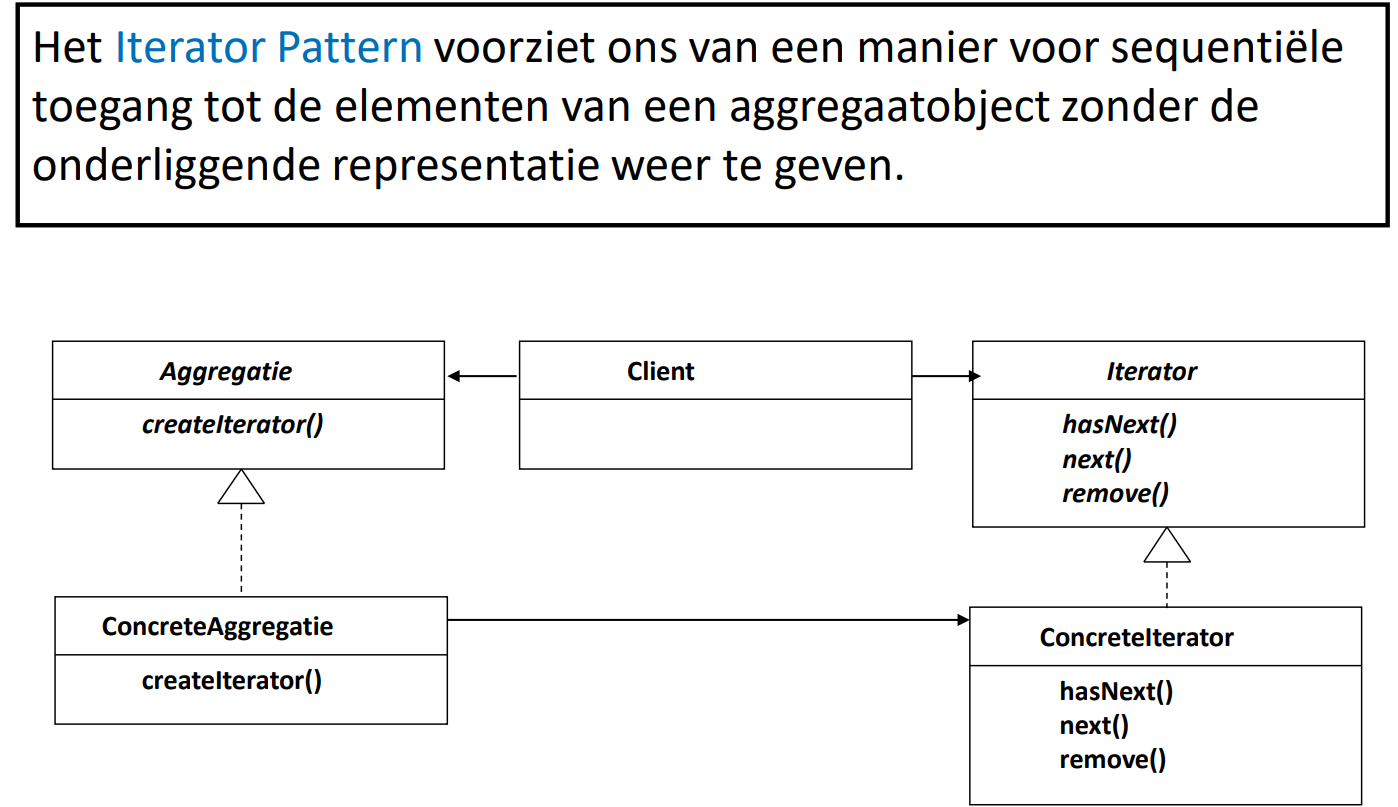 Het Iterator Pattern voorziet ons van een manier voor sequentiële
toegang tot de elementen van een aggregaatobject zonder de
onderliggende representatie weer te geven.
Aggregatie
createIterator()
Client
Iterator
hasNext()
next()
remove()
ConcreteAggregatie
createIterator()
ConcreteIterator
hasNext()
next()
remove()